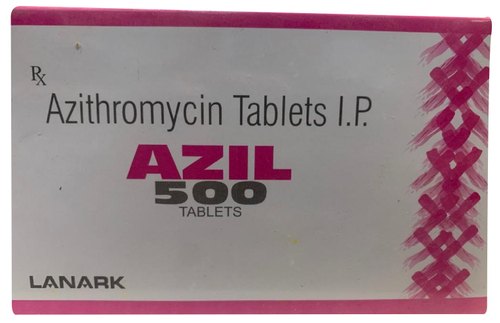 Rx
Azithromycin Tablets I.P.
AZIL
500
TABLETS
LANARK